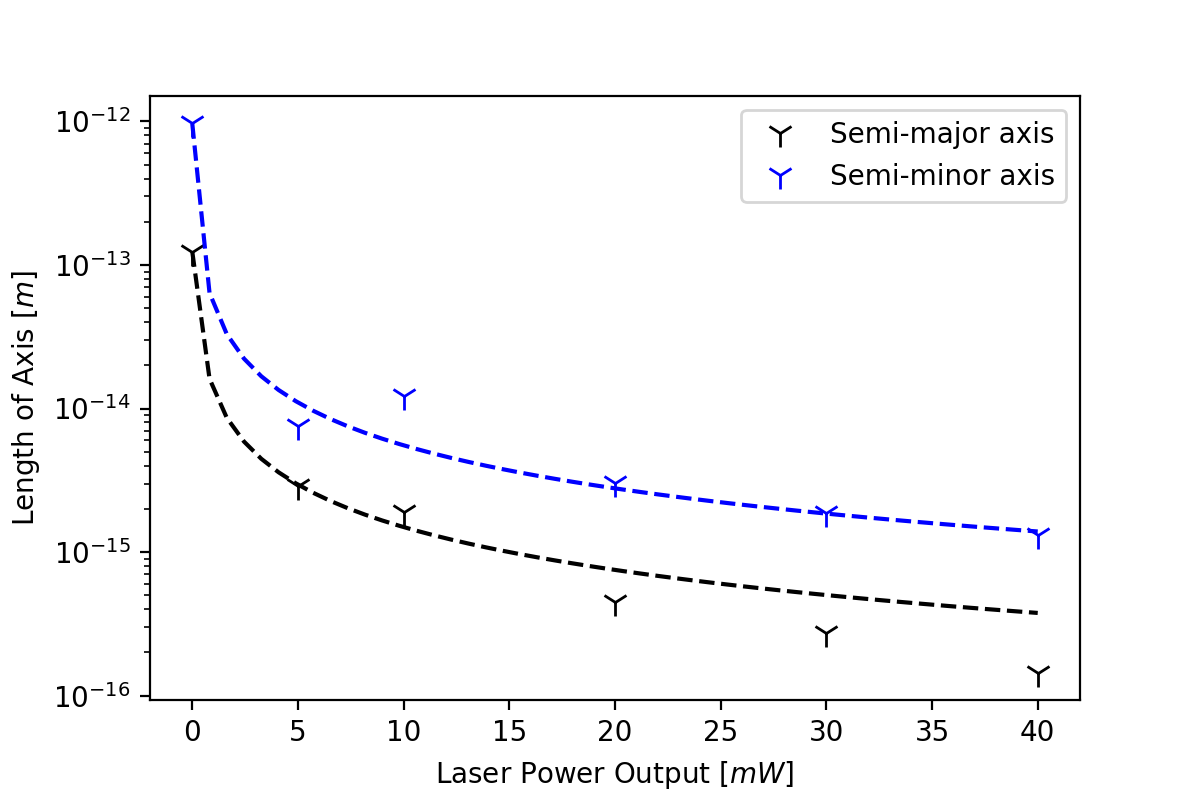 10⁻¹²
10⁻¹³
10⁻¹⁴
10⁻¹⁵
10⁻¹⁶
Length of Axis [m]
Semi-major axis
Semi-minor axis
0 5 10 15 20 25 30 35 40
Laser Power Output [mW]